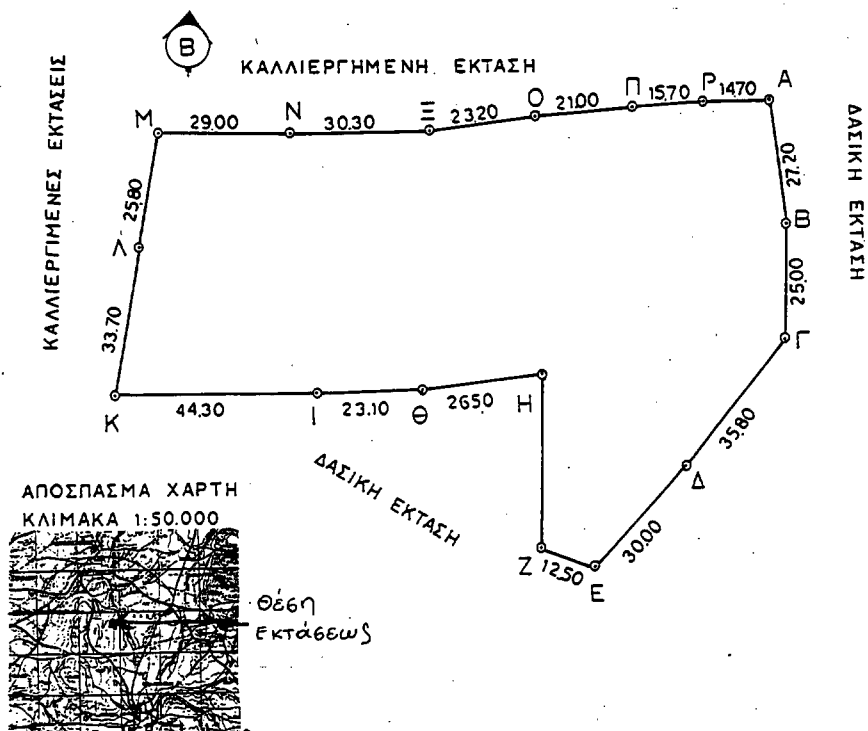 Β
ΚΑΛΛΙΕΡΓΗΜΕΝΗ ΕΚΤΑΣΗ
ΚΑΛΛΙΕΡΓΙΜΕΝΕΣ ΕΚΤΑΣΕΙΣ
ΔΑΣΙΚΗ ΕΚΤΑΣΗ
Μ 29.00 Ν 30.30 Ξ 23.20 Ο 21.00 Π 15.70 Ρ 14.70 Α
27.20
Β
25.00
Γ
35.80
Δ
30.00
Ε
12.50
Ζ
Η
26.50
Θ
23.10
Ι
44.30
Κ
33.70
Λ
25.80
ΔΑΣΙΚΗ ΕΚΤΑΣΗ
ΑΠΟΣΠΑΣΜΑ ΧΑΡΤΗ
ΚΛΙΜΑΚΑ 1:50.000
Θέση
Εκτάσεως